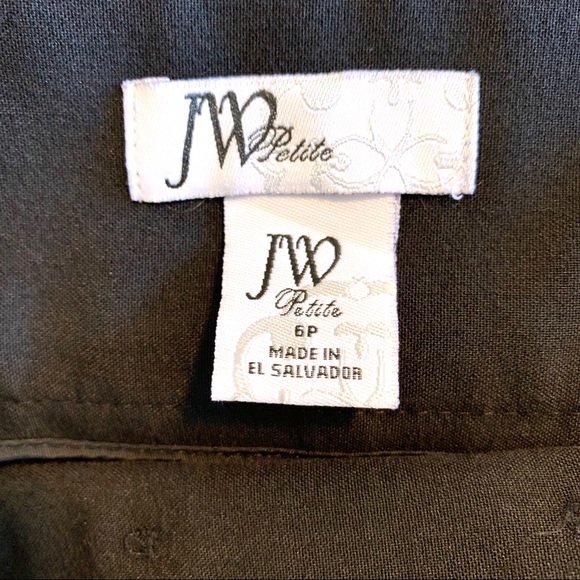 JW Petite
JW
Petite
6P
MADE IN
EL SALVADOR